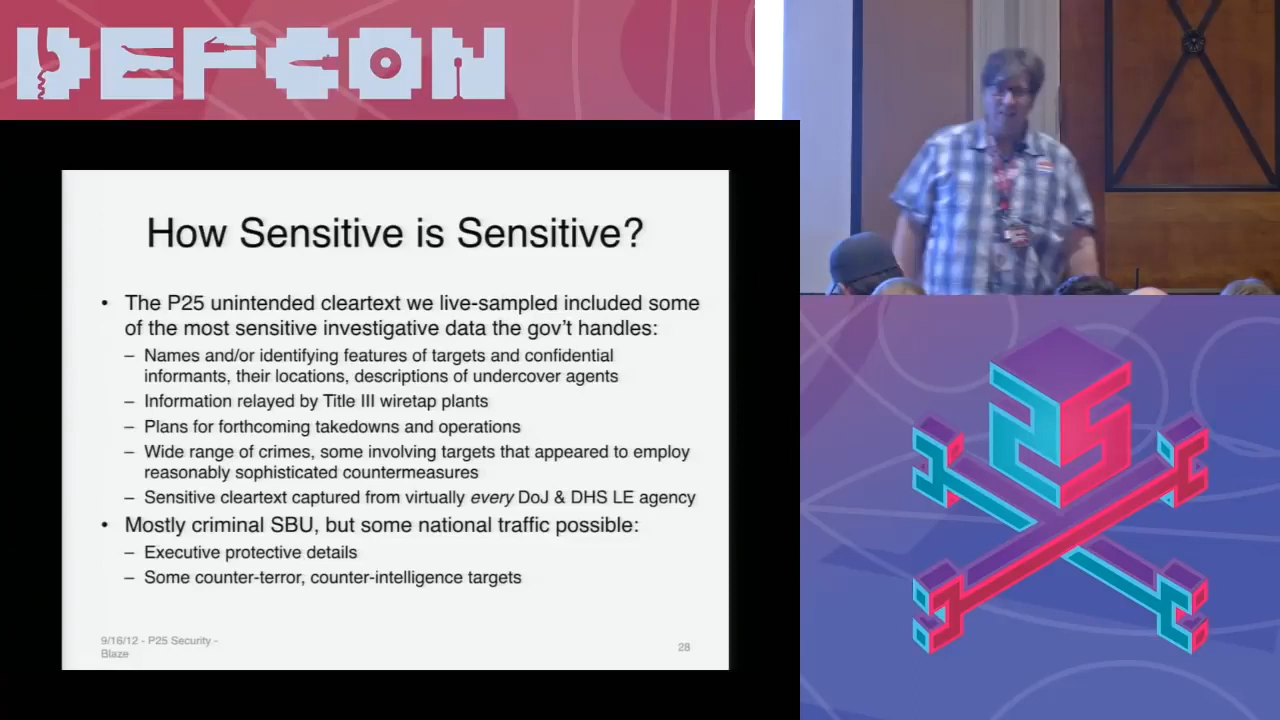 DEFCON
How Sensitive is Sensitive?
• The P25 unintended cleartext we live-sampled included some
of the most sensitive investigative data the gov't handles:
– Names and/or identifying features of targets and confidential
informants, their locations, descriptions of undercover agents
– Information relayed by Title III wiretap plants
– Plans for forthcoming takedowns and operations
– Wide range of crimes, some involving targets that appeared to employ
reasonably sophisticated countermeasures
– Sensitive cleartext captured from virtually every DoJ & DHS LE agency
• Mostly criminal SBU, but some national traffic possible:
– Executive protective details
– Some counter-terror, counter-intelligence targets
9/16/12 - P25 Security -
Blaze
28
25